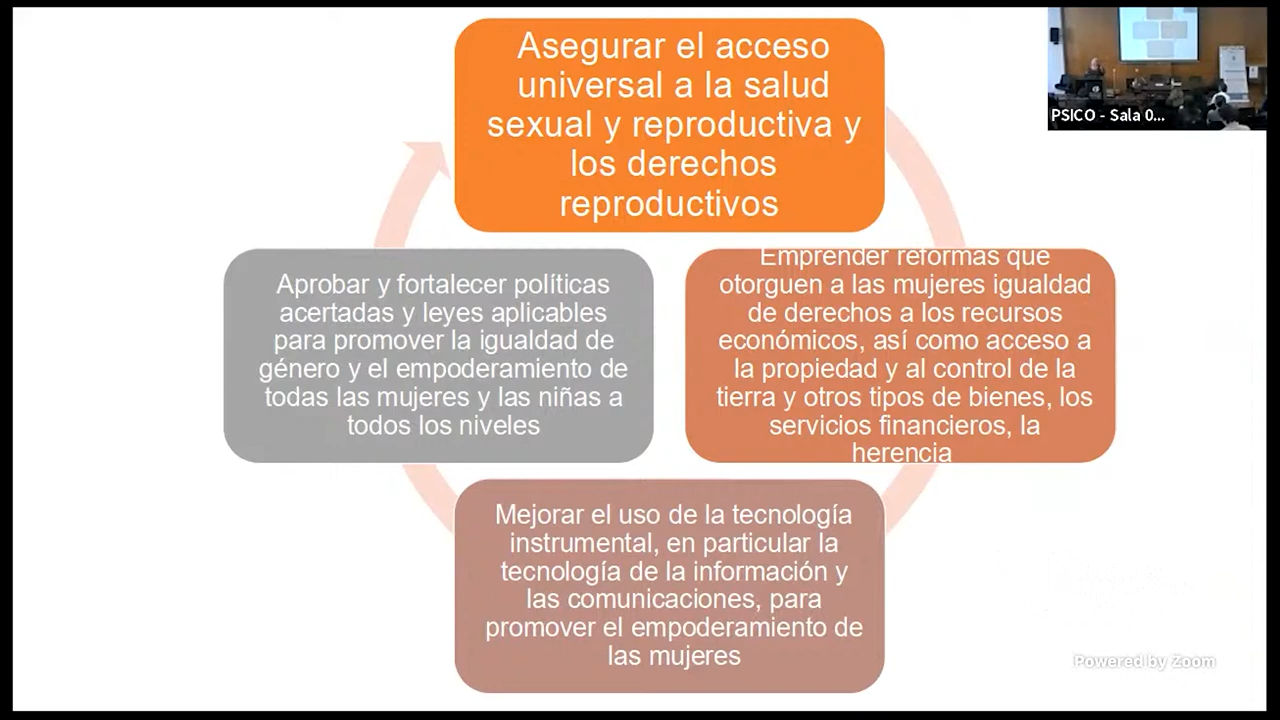 Asegurar el acceso
universal a la salud
sexual y reproductiva y
los derechos
reproductivos
PSICO - Sala 0...
Emprender reformas que
otorguen a las mujeres igualdad
de derechos a los recursos
económicos, así como acceso a
la propiedad y al control de la
tierra y otros tipos de bienes, los
servicios financieros, la
herencia
Mejorar el uso de la tecnología
instrumental, en particular la
tecnología de la información y
las comunicaciones, para
promover el empoderamiento de
las mujeres
Aprobar y fortalecer políticas
acertadas y leyes aplicables
para promover la igualdad de
género y el empoderamiento de
todas las mujeres y las niñas a
todos los niveles
Powered by Zoom